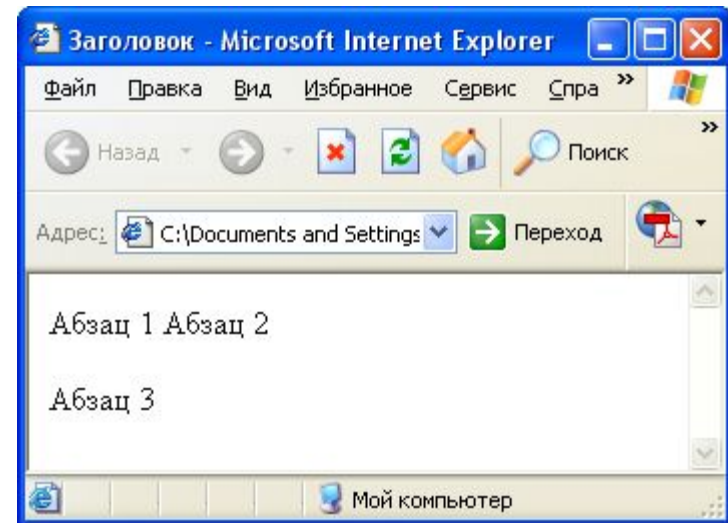 Заголовок - Microsoft Internet Explorer
Файл Правка Вид Избранное Сервис Спра »
Назад Поиск »
Адрес: C:\Documents and Settings Переход
Абзац 1 Абзац 2
Абзац 3
Мой компьютер